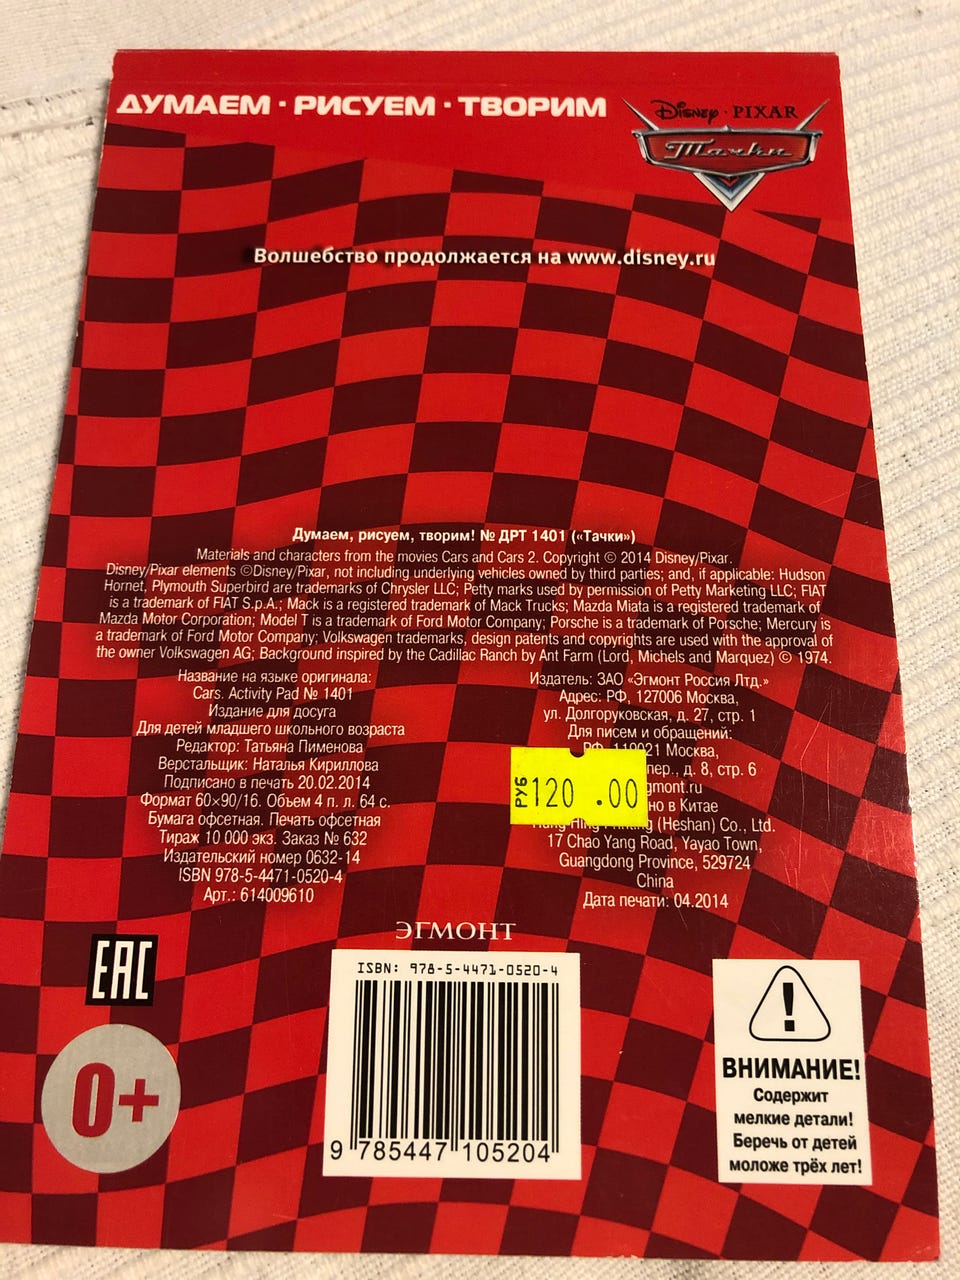 ДУМАЕМ · РИСУЕМ · ТВОРИМ
Disney · PIXAR
Тачки
Волшебство продолжается на www.disney.ru
Думаем, рисуем, творим! № ДРТ 1401 («Тачки»)
Materials and characters from the movies Cars and Cars 2. Copyright © 2014 Disney/Pixar.
Disney/Pixar elements ©Disney/Pixar, not including underlying vehicles owned by third parties; and, if applicable: Hudson
Hornet, Plymouth Superbird are trademarks of Chrysler LLC; Petty marks used by permission of Petty Marketing LLC; FIAT
is a trademark of FIAT S.p.A.; Mack is a registered trademark of Mack Trucks; Mazda Miata is a registered trademark of
Mazda Motor Corporation; Model T is a trademark of Ford Motor Company; Porsche is a trademark of Porsche; Mercury is
a trademark of Ford Motor Company; Volkswagen trademarks, design patents and copyrights are used with the approval of
the owner Volkswagen AG; Background inspired by the Cadillac Ranch by Ant Farm (Lord, Michels and Marquez) © 1974.
Название на языке оригинала:
Cars. Activity Pad № 1401
Издание для досуга
Для детей младшего школьного возраста
Редактор: Татьяна Пименова
Верстальщик: Наталья Кириллова
Подписано в печать 20.02.2014
Формат 60×90/16. Объем 4 п. л. 64 с.
Бумага офсетная. Печать офсетная
Тираж 10 000 экз. Заказ № 632
Издательский номер 0632-14
ISBN 978-5-4471-0520-4
Арт.: 614009610
Издатель: ЗАО «Эгмонт Россия Лтд.»
Адрес: РФ, 127006 Москва,
ул. Долгоруковская, д. 27, стр. 1
Для писем и обращений:
РФ, 119021 Москва,
пер., д. 8, стр. 6
gmont.ru
но в Китае
Hung Hing Printing (Heshan) Co., Ltd.
17 Chao Yang Road, Yayao Town,
Guangdong Province, 529724
China
Дата печати: 04.2014
РУБ 120 .00
ЭГМОНТ
EAC
0+
ISBN: 978-5-4471-0520-4
9 785447 105204
ВНИМАНИЕ!
Содержит
мелкие детали!
Беречь от детей
моложе трёх лет!